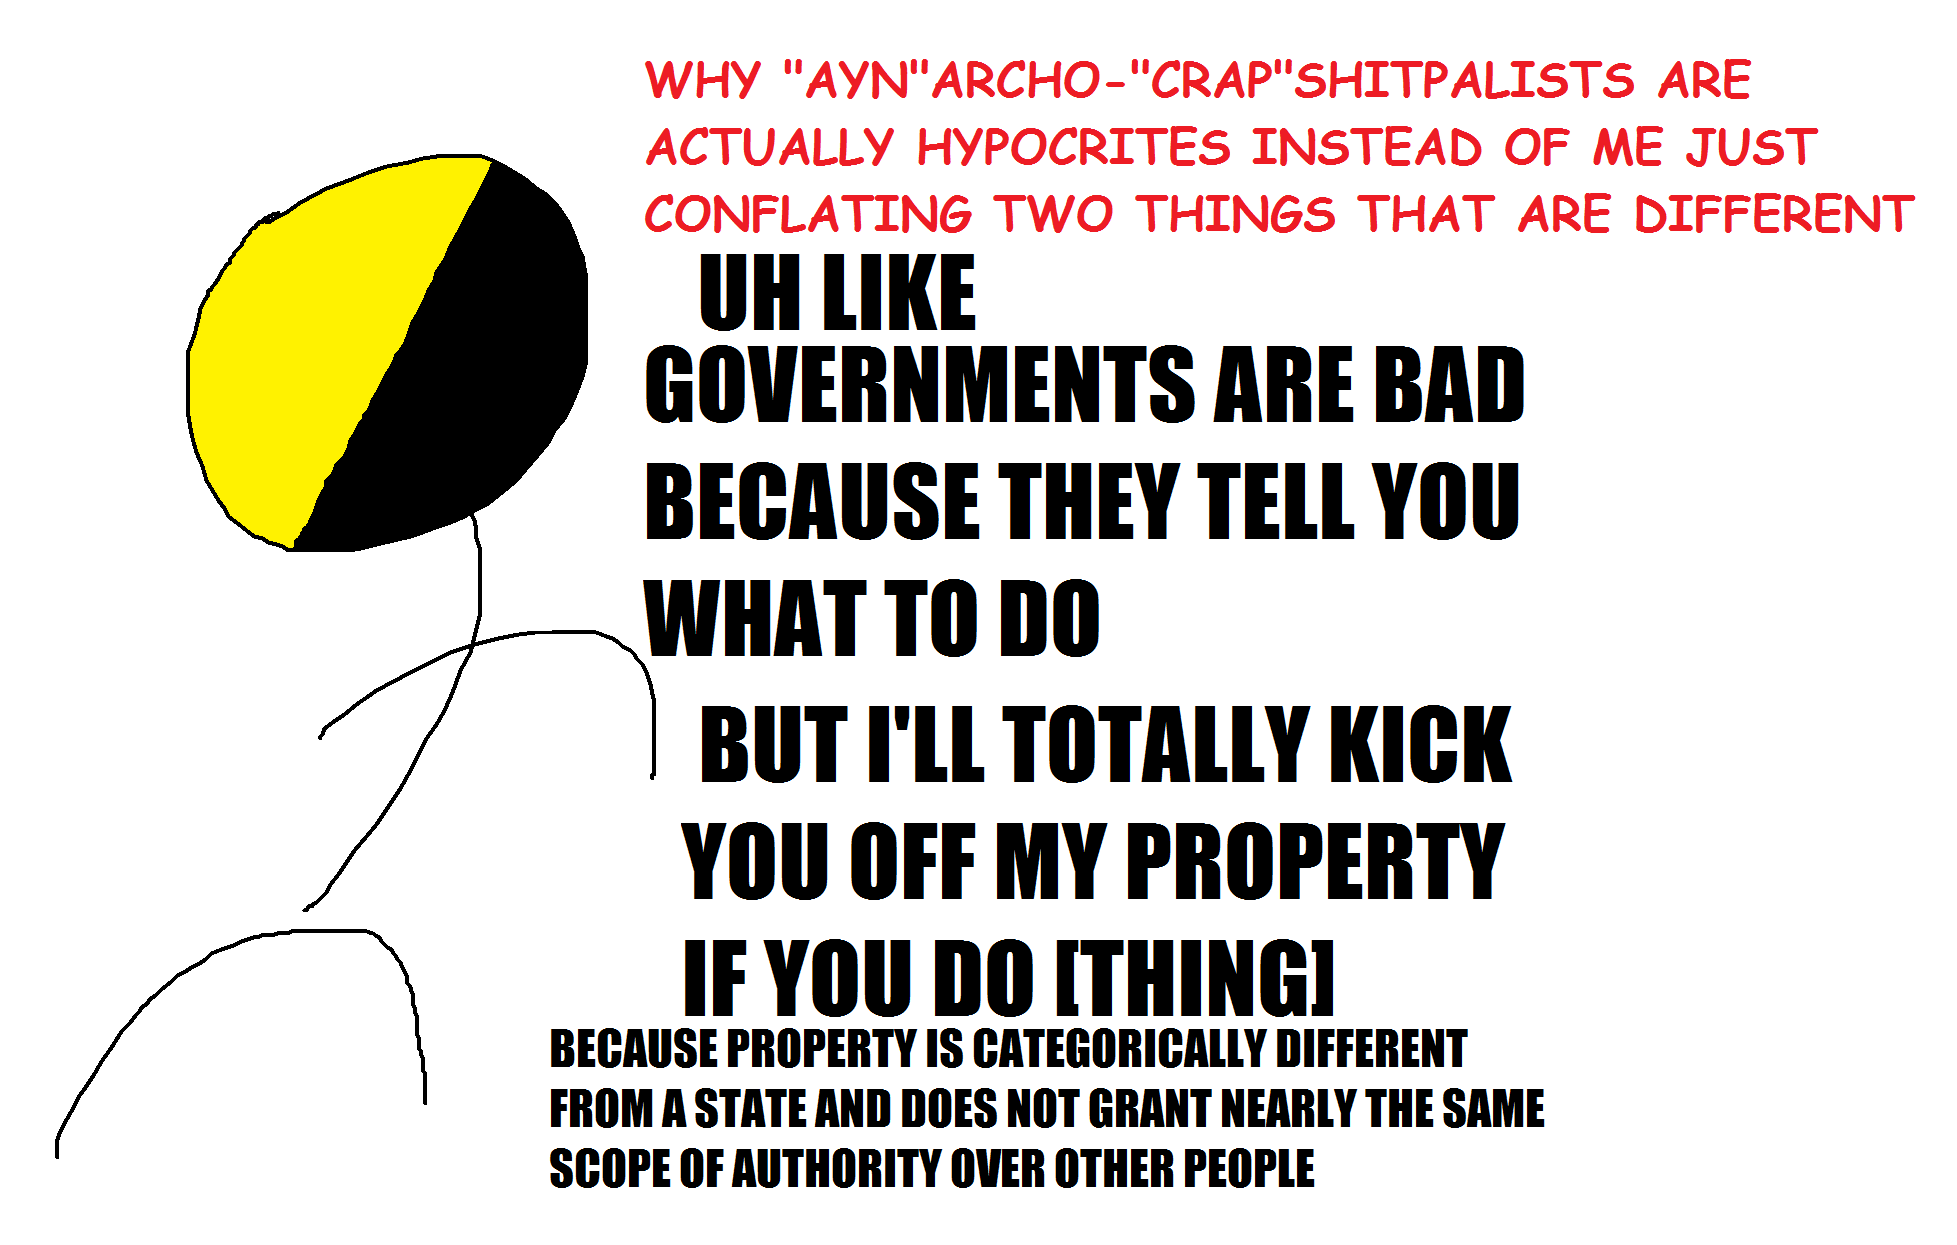 WHY "AYN"ARCHO-"CRAP"SHITPALISTS ARE
ACTUALLY HYPOCRITES INSTEAD OF ME JUST
CONFLATING TWO THINGS THAT ARE DIFFERENT
UH LIKE
GOVERNMENTS ARE BAD
BECAUSE THEY TELL YOU
WHAT TO DO
BUT I'LL TOTALLY KICK
YOU OFF MY PROPERTY
IF YOU DO [THING]
BECAUSE PROPERTY IS CATEGORICALLY DIFFERENT
FROM A STATE AND DOES NOT GRANT NEARLY THE SAME
SCOPE OF AUTHORITY OVER OTHER PEOPLE